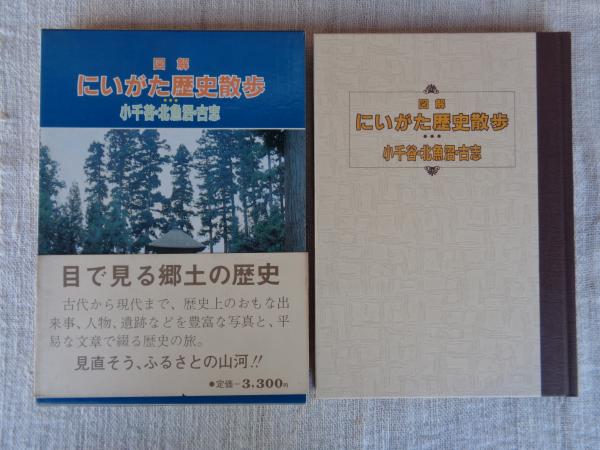 図解
にいがた歴史散歩
小千谷・北魚沼・古志
目で見る郷土の歴史
古代から現代まで、歴史上のおもな出
来事、人物、遺跡などを豊富な写真と、平
易な文章で綴る歴史の旅。
見直そう、ふるさとの山河!!
●定価−3,300円
図解
にいがた歴史散歩
小千谷・北魚沼・古志